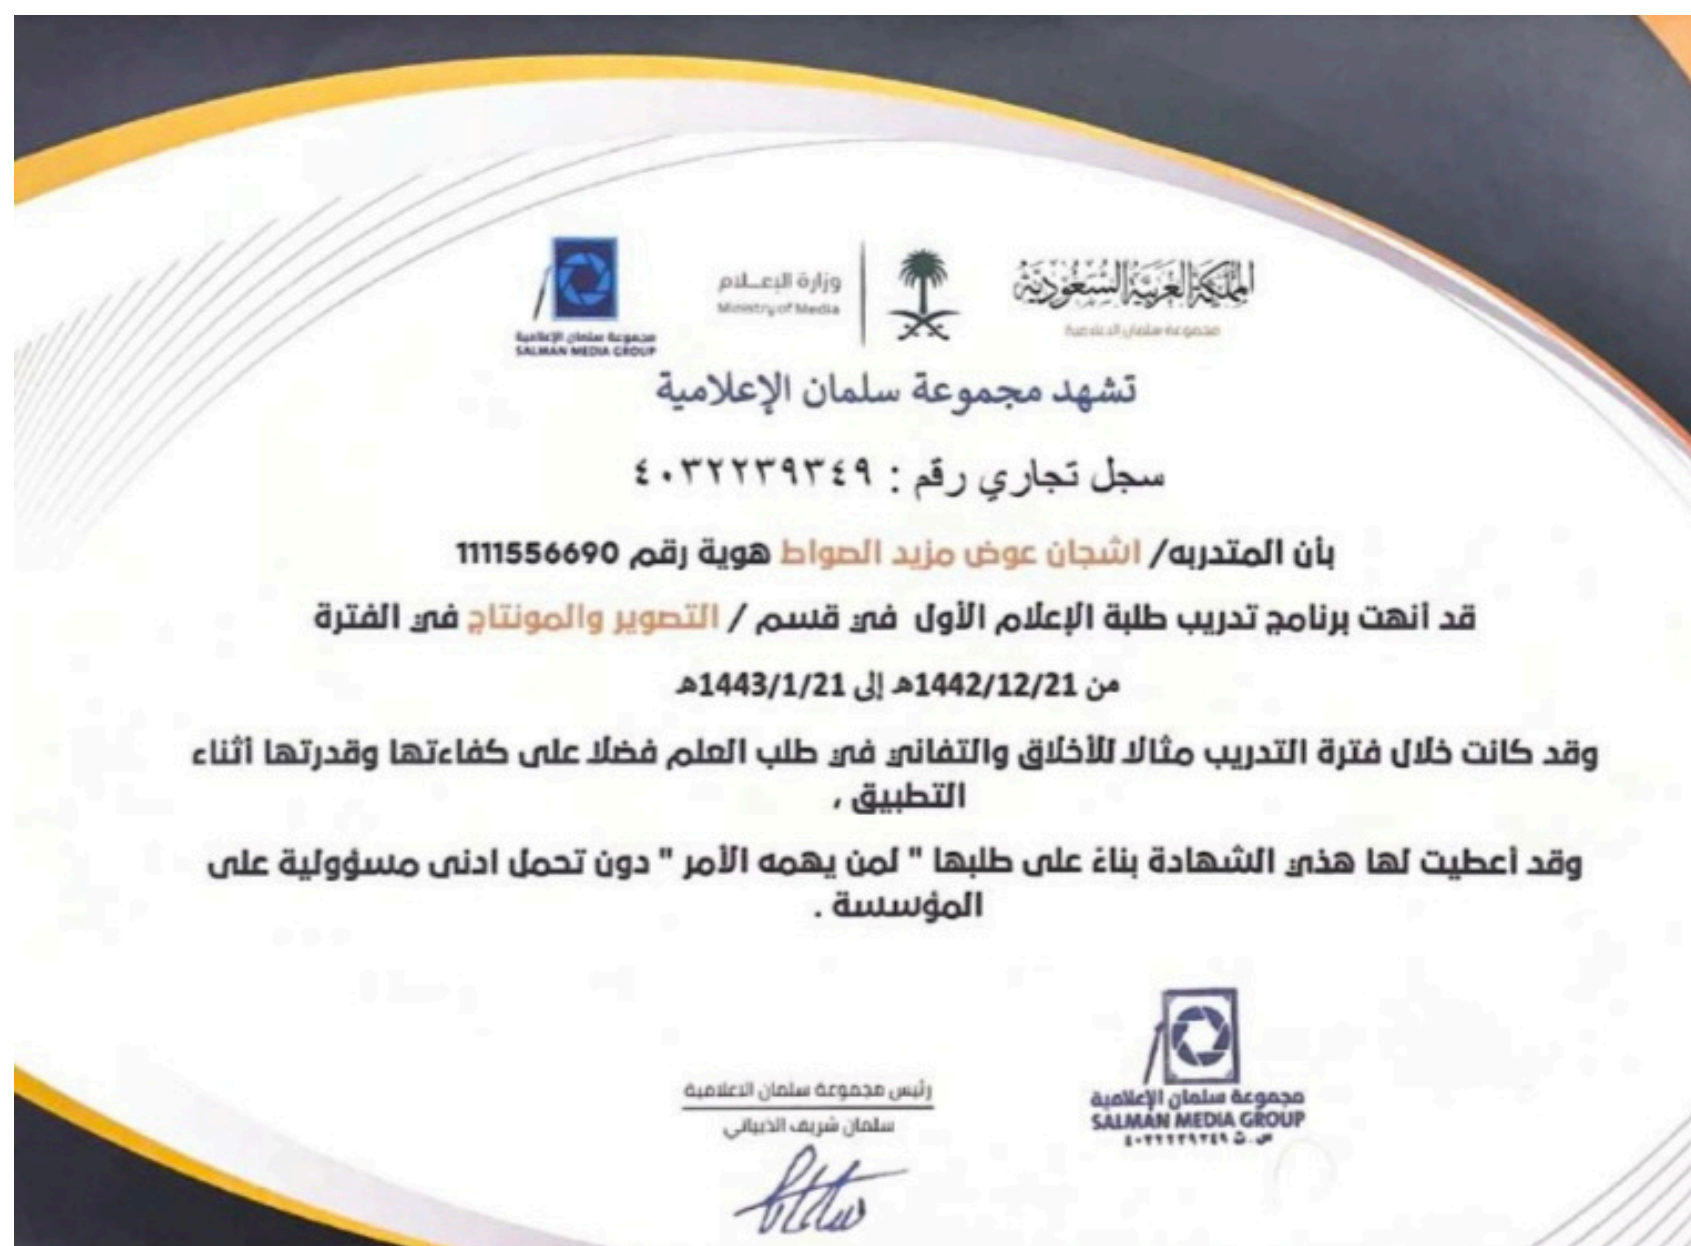 المملكة العربية السعودية
مجموعة سلمان الاعلامية
وزارة الإعـلام
Ministry of Media
مجموعة سلمان الإعلامية
SALMAN MEDIA GROUP
تشهد مجموعة سلمان الإعلامية
سجل تجاري رقم : ٤٠٣٢٢٣٩٣٤٩
بأن المتدربه/ اشجان عوض مزيد الصواط هوية رقم 1111556690
قد أنهت برنامج تدريب طلبة الإعلام الأول في قسم / التصوير والمونتاج في الفترة
من 1442/12/21هـ إلى 1443/1/21هـ
وقد كانت خلال فترة التدريب مثالا للأخلاق والتفاني في طلب العلم فضلا على كفاءتها وقدرتها أثناء
التطبيق ،
وقد أعطيت لها هذي الشهادة بناءً على طلبها " لمن يهمه الأمر " دون تحمل ادنى مسؤولية على
المؤسسة .
رئيس مجموعة سلمان الاعلامية
سلمان شريف الذبياني
مجموعة سلمان الإعلامية
SALMAN MEDIA GROUP
س.ت ٤٠٣٢٢٣٩٣٤٩